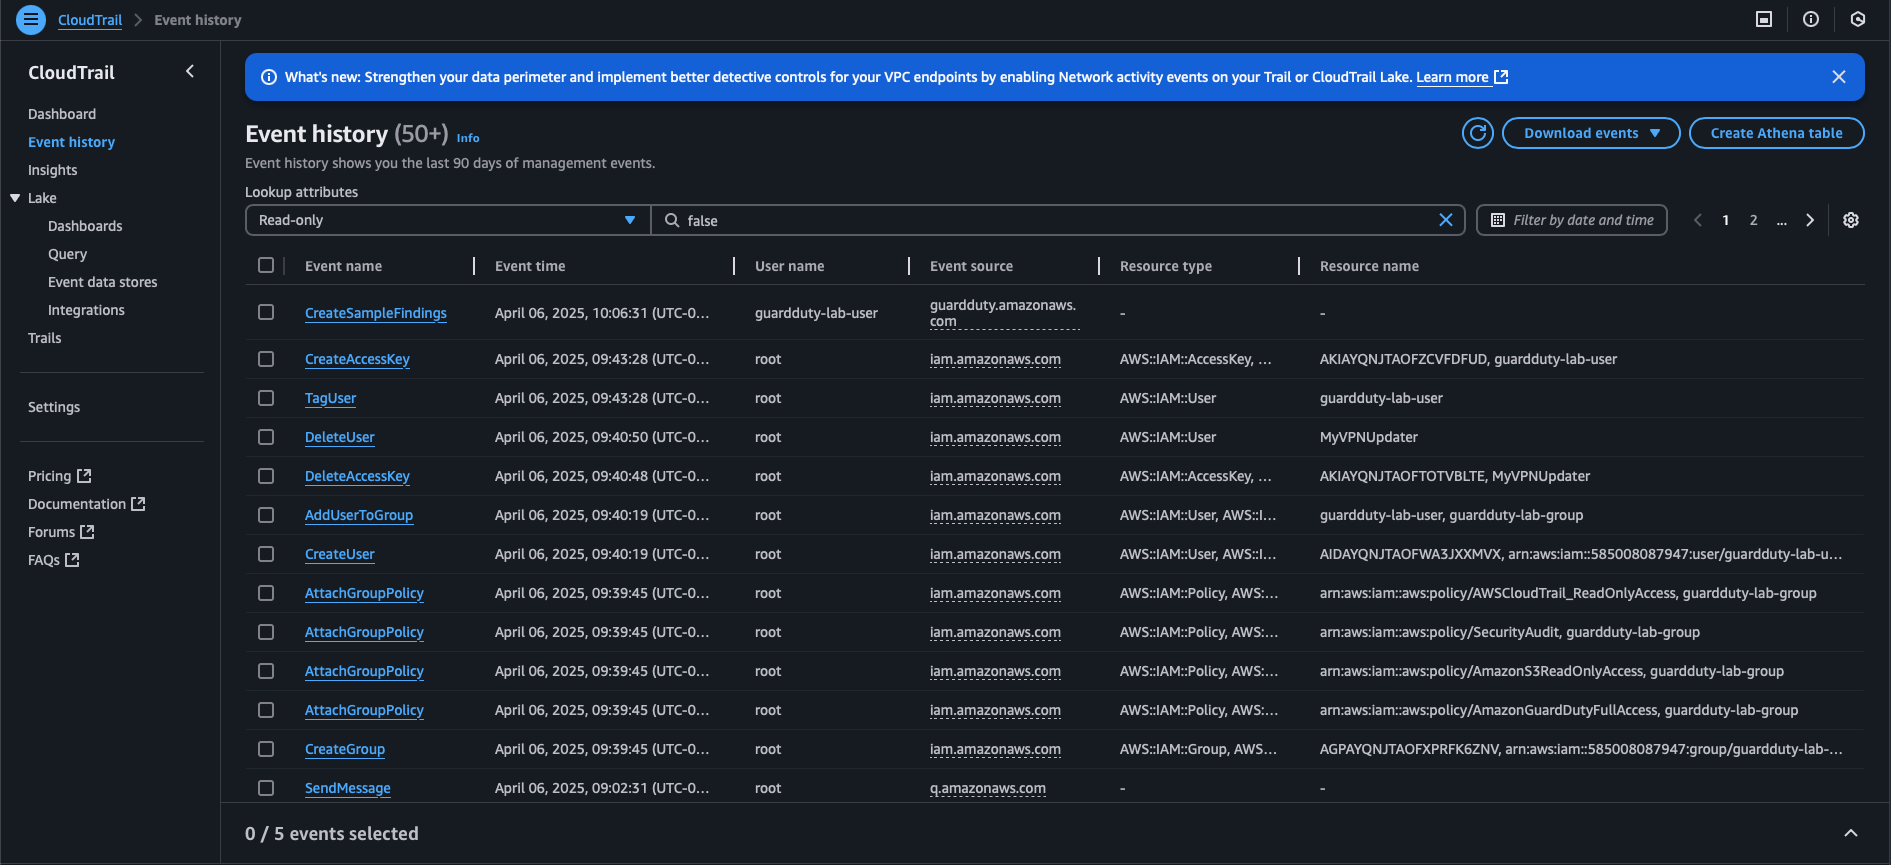 CloudTrail > Event history
CloudTrail
Dashboard
Event history
Insights
Lake
Dashboards
Query
Event data stores
Integrations
Trails
Settings
Pricing
Documentation
Forums
FAQs
What's new: Strengthen your data perimeter and implement better detective controls for your VPC endpoints by enabling Network activity events on your Trail or CloudTrail Lake. Learn more
Event history (50+) Info
Download events
Create Athena table
Event history shows you the last 90 days of management events.
Lookup attributes
Read-only
false
Filter by date and time
1 2 ...
Event name Event time User name Event source Resource type Resource name
CreateSampleFindings April 06, 2025, 10:06:31 (UTC-0... guardduty-lab-user guardduty.amazonaws.
com - -
CreateAccessKey April 06, 2025, 09:43:28 (UTC-0... root iam.amazonaws.com AWS::IAM::AccessKey, ... AKIAYQNJTAOFZCVFDFUD, guardduty-lab-user
TagUser April 06, 2025, 09:43:28 (UTC-0... root iam.amazonaws.com AWS::IAM::User guardduty-lab-user
DeleteUser April 06, 2025, 09:40:50 (UTC-0... root iam.amazonaws.com AWS::IAM::User MyVPNUpdater
DeleteAccessKey April 06, 2025, 09:40:48 (UTC-0... root iam.amazonaws.com AWS::IAM::AccessKey, ... AKIAYQNJTAOFTOTVBLTE, MyVPNUpdater
AddUserToGroup April 06, 2025, 09:40:19 (UTC-0... root iam.amazonaws.com AWS::IAM::User, AWS::I... guardduty-lab-user, guardduty-lab-group
CreateUser April 06, 2025, 09:40:19 (UTC-0... root iam.amazonaws.com AWS::IAM::User, AWS::I... AIDAYQNJTAOFWA3JXXMVX, arn:aws:iam::585008087947:user/guardduty-lab-u...
AttachGroupPolicy April 06, 2025, 09:39:45 (UTC-0... root iam.amazonaws.com AWS::IAM::Policy, AWS:... arn:aws:iam::aws:policy/AWSCloudTrail_ReadOnlyAccess, guardduty-lab-group
AttachGroupPolicy April 06, 2025, 09:39:45 (UTC-0... root iam.amazonaws.com AWS::IAM::Policy, AWS:... arn:aws:iam::aws:policy/SecurityAudit, guardduty-lab-group
AttachGroupPolicy April 06, 2025, 09:39:45 (UTC-0... root iam.amazonaws.com AWS::IAM::Policy, AWS:... arn:aws:iam::aws:policy/AmazonS3ReadOnlyAccess, guardduty-lab-group
AttachGroupPolicy April 06, 2025, 09:39:45 (UTC-0... root iam.amazonaws.com AWS::IAM::Policy, AWS:... arn:aws:iam::aws:policy/AmazonGuardDutyFullAccess, guardduty-lab-group
CreateGroup April 06, 2025, 09:39:45 (UTC-0... root iam.amazonaws.com AWS::IAM::Group, AWS... AGPAYQNJTAOFXPRFK6ZNV, arn:aws:iam::585008087947:group/guardduty-lab-...
SendMessage April 06, 2025, 09:02:31 (UTC-0... root q.amazonaws.com - -
0 / 5 events selected